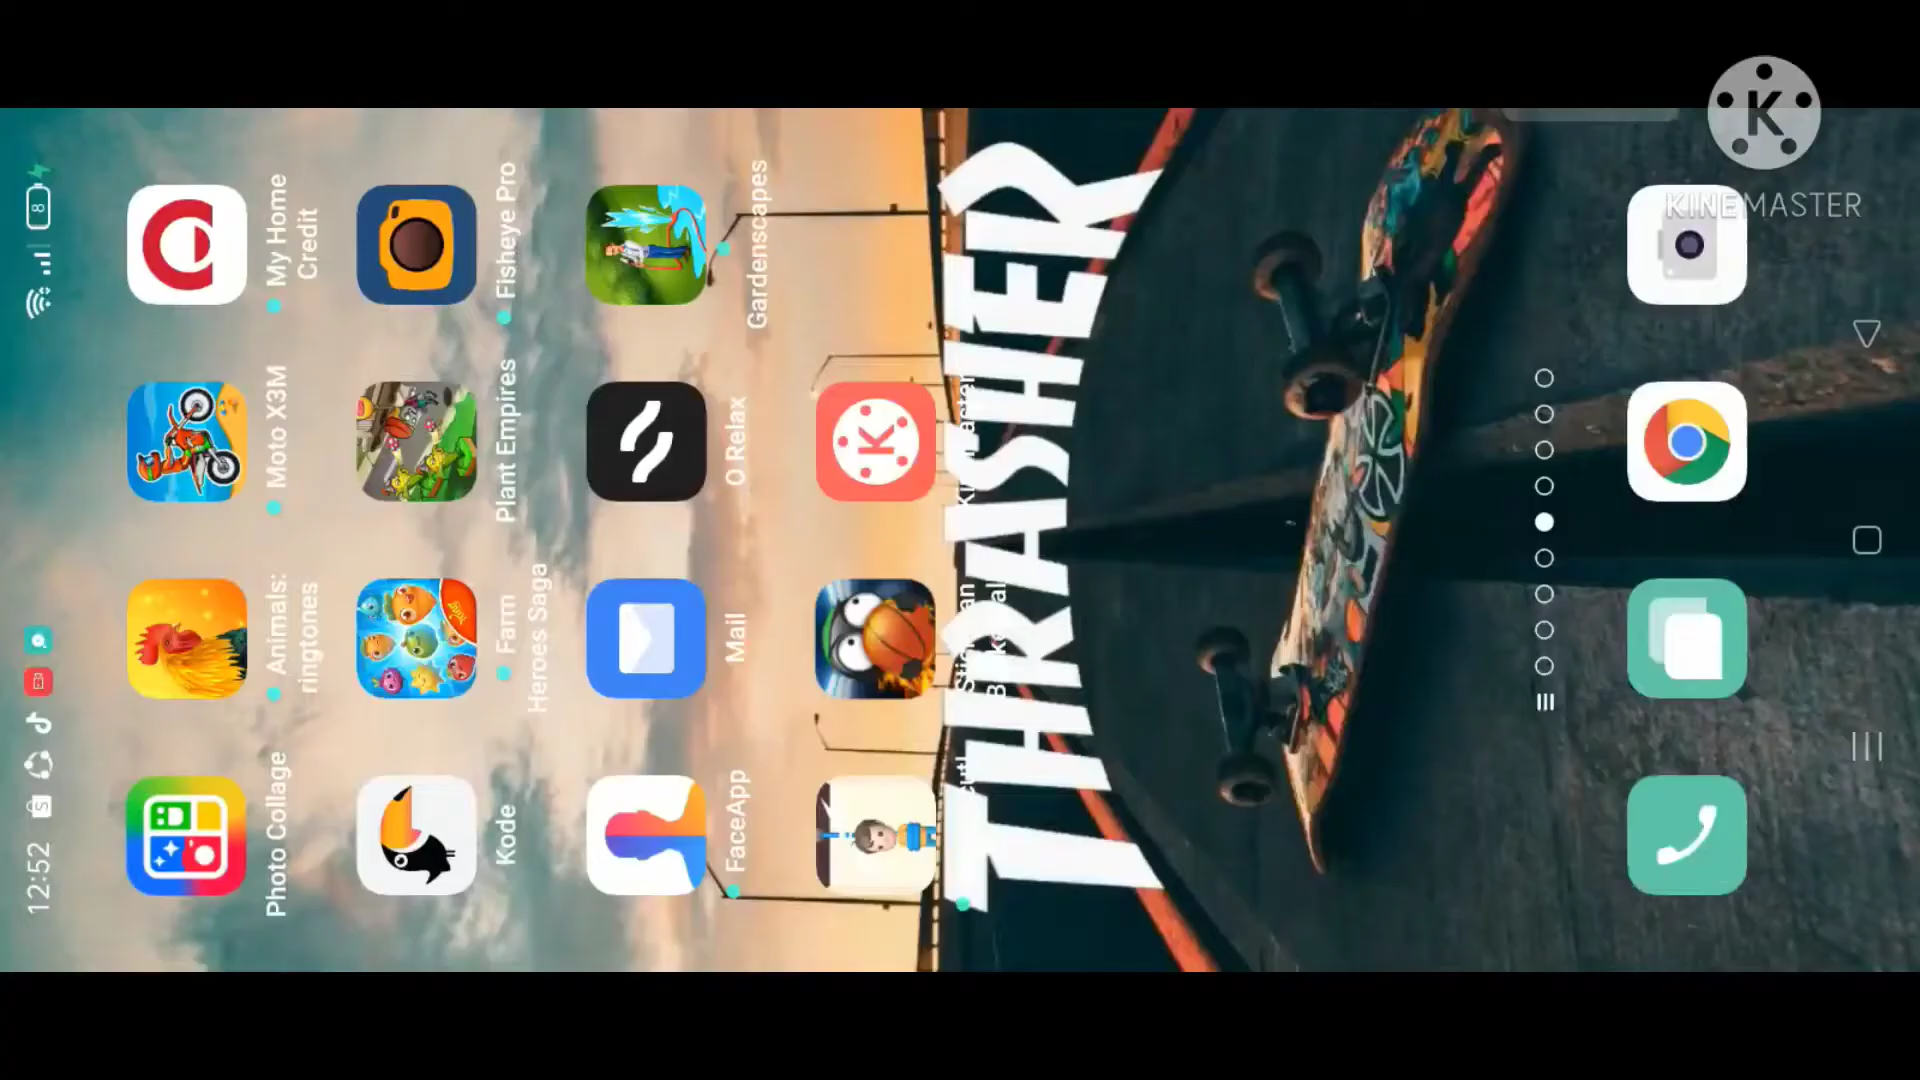 12:52
8
Photo Collage
Animals:
ringtones
Moto X3M
My Home
Credit
Kode
Farm
Heroes Saga
Plant Empires
Fisheye Pro
FaceApp
Mail
O Relax
Gardenscapes
THRASHER
K
KINEMASTER